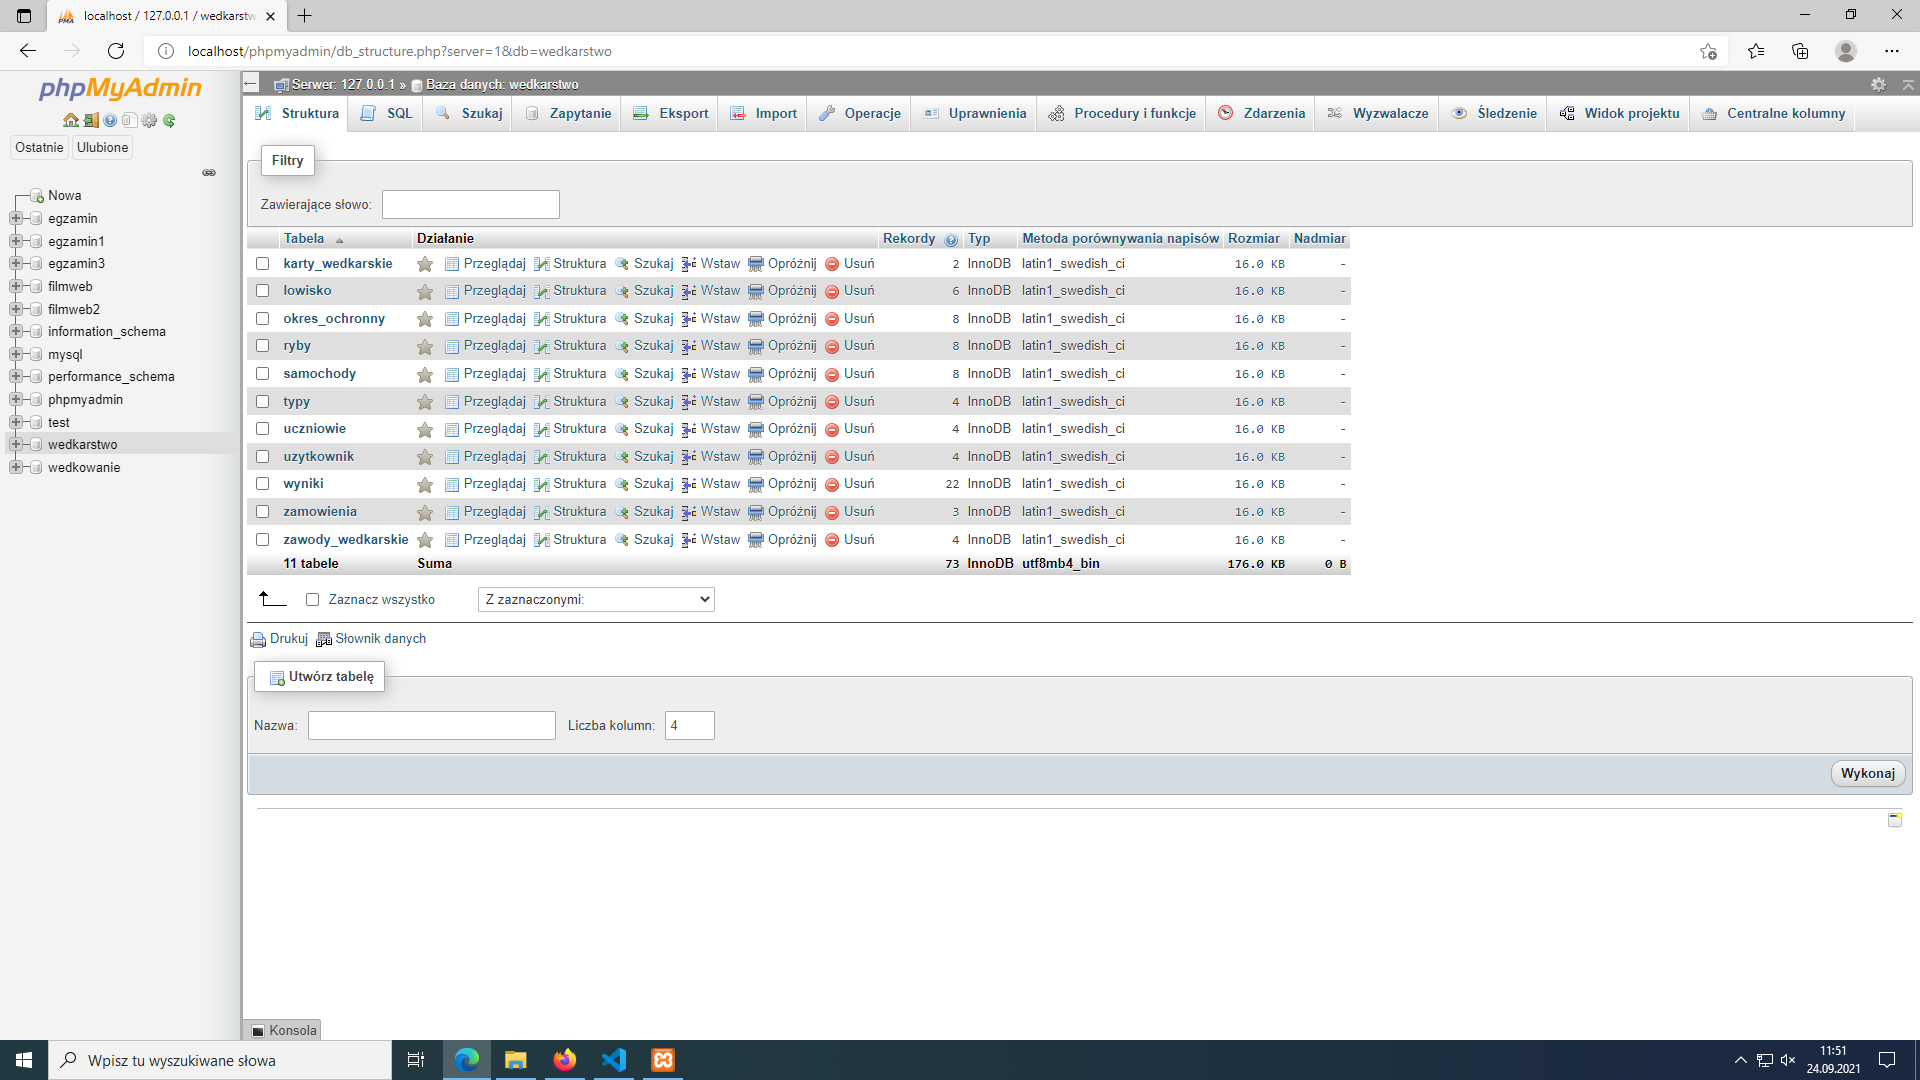 localhost / 127.0.0.1 / wedkarstw
localhost/phpmyadmin/db_structure.php?server=1&db=wedkarstwo
phpMyAdmin
Ostatnie Ulubione
Nowa
egzamin
egzamin1
egzamin3
filmweb
filmweb2
information_schema
mysql
performance_schema
phpmyadmin
test
wedkarstwo
wedkowanie
Serwer: 127.0.0.1 » Baza danych: wedkarstwo
Struktura SQL Szukaj Zapytanie Eksport Import Operacje Uprawnienia Procedury i funkcje Zdarzenia Wyzwalacze Śledzenie Widok projektu Centralne kolumny
Filtry
Zawierające słowo:
Tabela Działanie Rekordy Typ Metoda porównywania napisów Rozmiar Nadmiar
karty_wedkarskie Przeglądaj Struktura Szukaj Wstaw Opróżnij Usuń 2 InnoDB latin1_swedish_ci 16.0 KB -
lowisko Przeglądaj Struktura Szukaj Wstaw Opróżnij Usuń 6 InnoDB latin1_swedish_ci 16.0 KB -
okres_ochronny Przeglądaj Struktura Szukaj Wstaw Opróżnij Usuń 8 InnoDB latin1_swedish_ci 16.0 KB -
ryby Przeglądaj Struktura Szukaj Wstaw Opróżnij Usuń 8 InnoDB latin1_swedish_ci 16.0 KB -
samochody Przeglądaj Struktura Szukaj Wstaw Opróżnij Usuń 8 InnoDB latin1_swedish_ci 16.0 KB -
typy Przeglądaj Struktura Szukaj Wstaw Opróżnij Usuń 4 InnoDB latin1_swedish_ci 16.0 KB -
uczniowie Przeglądaj Struktura Szukaj Wstaw Opróżnij Usuń 4 InnoDB latin1_swedish_ci 16.0 KB -
uzytkownik Przeglądaj Struktura Szukaj Wstaw Opróżnij Usuń 4 InnoDB latin1_swedish_ci 16.0 KB -
wyniki Przeglądaj Struktura Szukaj Wstaw Opróżnij Usuń 22 InnoDB latin1_swedish_ci 16.0 KB -
zamowienia Przeglądaj Struktura Szukaj Wstaw Opróżnij Usuń 3 InnoDB latin1_swedish_ci 16.0 KB -
zawody_wedkarskie Przeglądaj Struktura Szukaj Wstaw Opróżnij Usuń 4 InnoDB latin1_swedish_ci 16.0 KB -
11 tabele Suma 73 InnoDB utf8mb4_bin 176.0 KB 0 B
Zaznacz wszystko Z zaznaczonymi:
Drukuj Słownik danych
Utwórz tabelę
Nazwa: Liczba kolumn: 4
Wykonaj
Konsola
Wpisz tu wyszukiwane słowa
11:51
24.09.2021